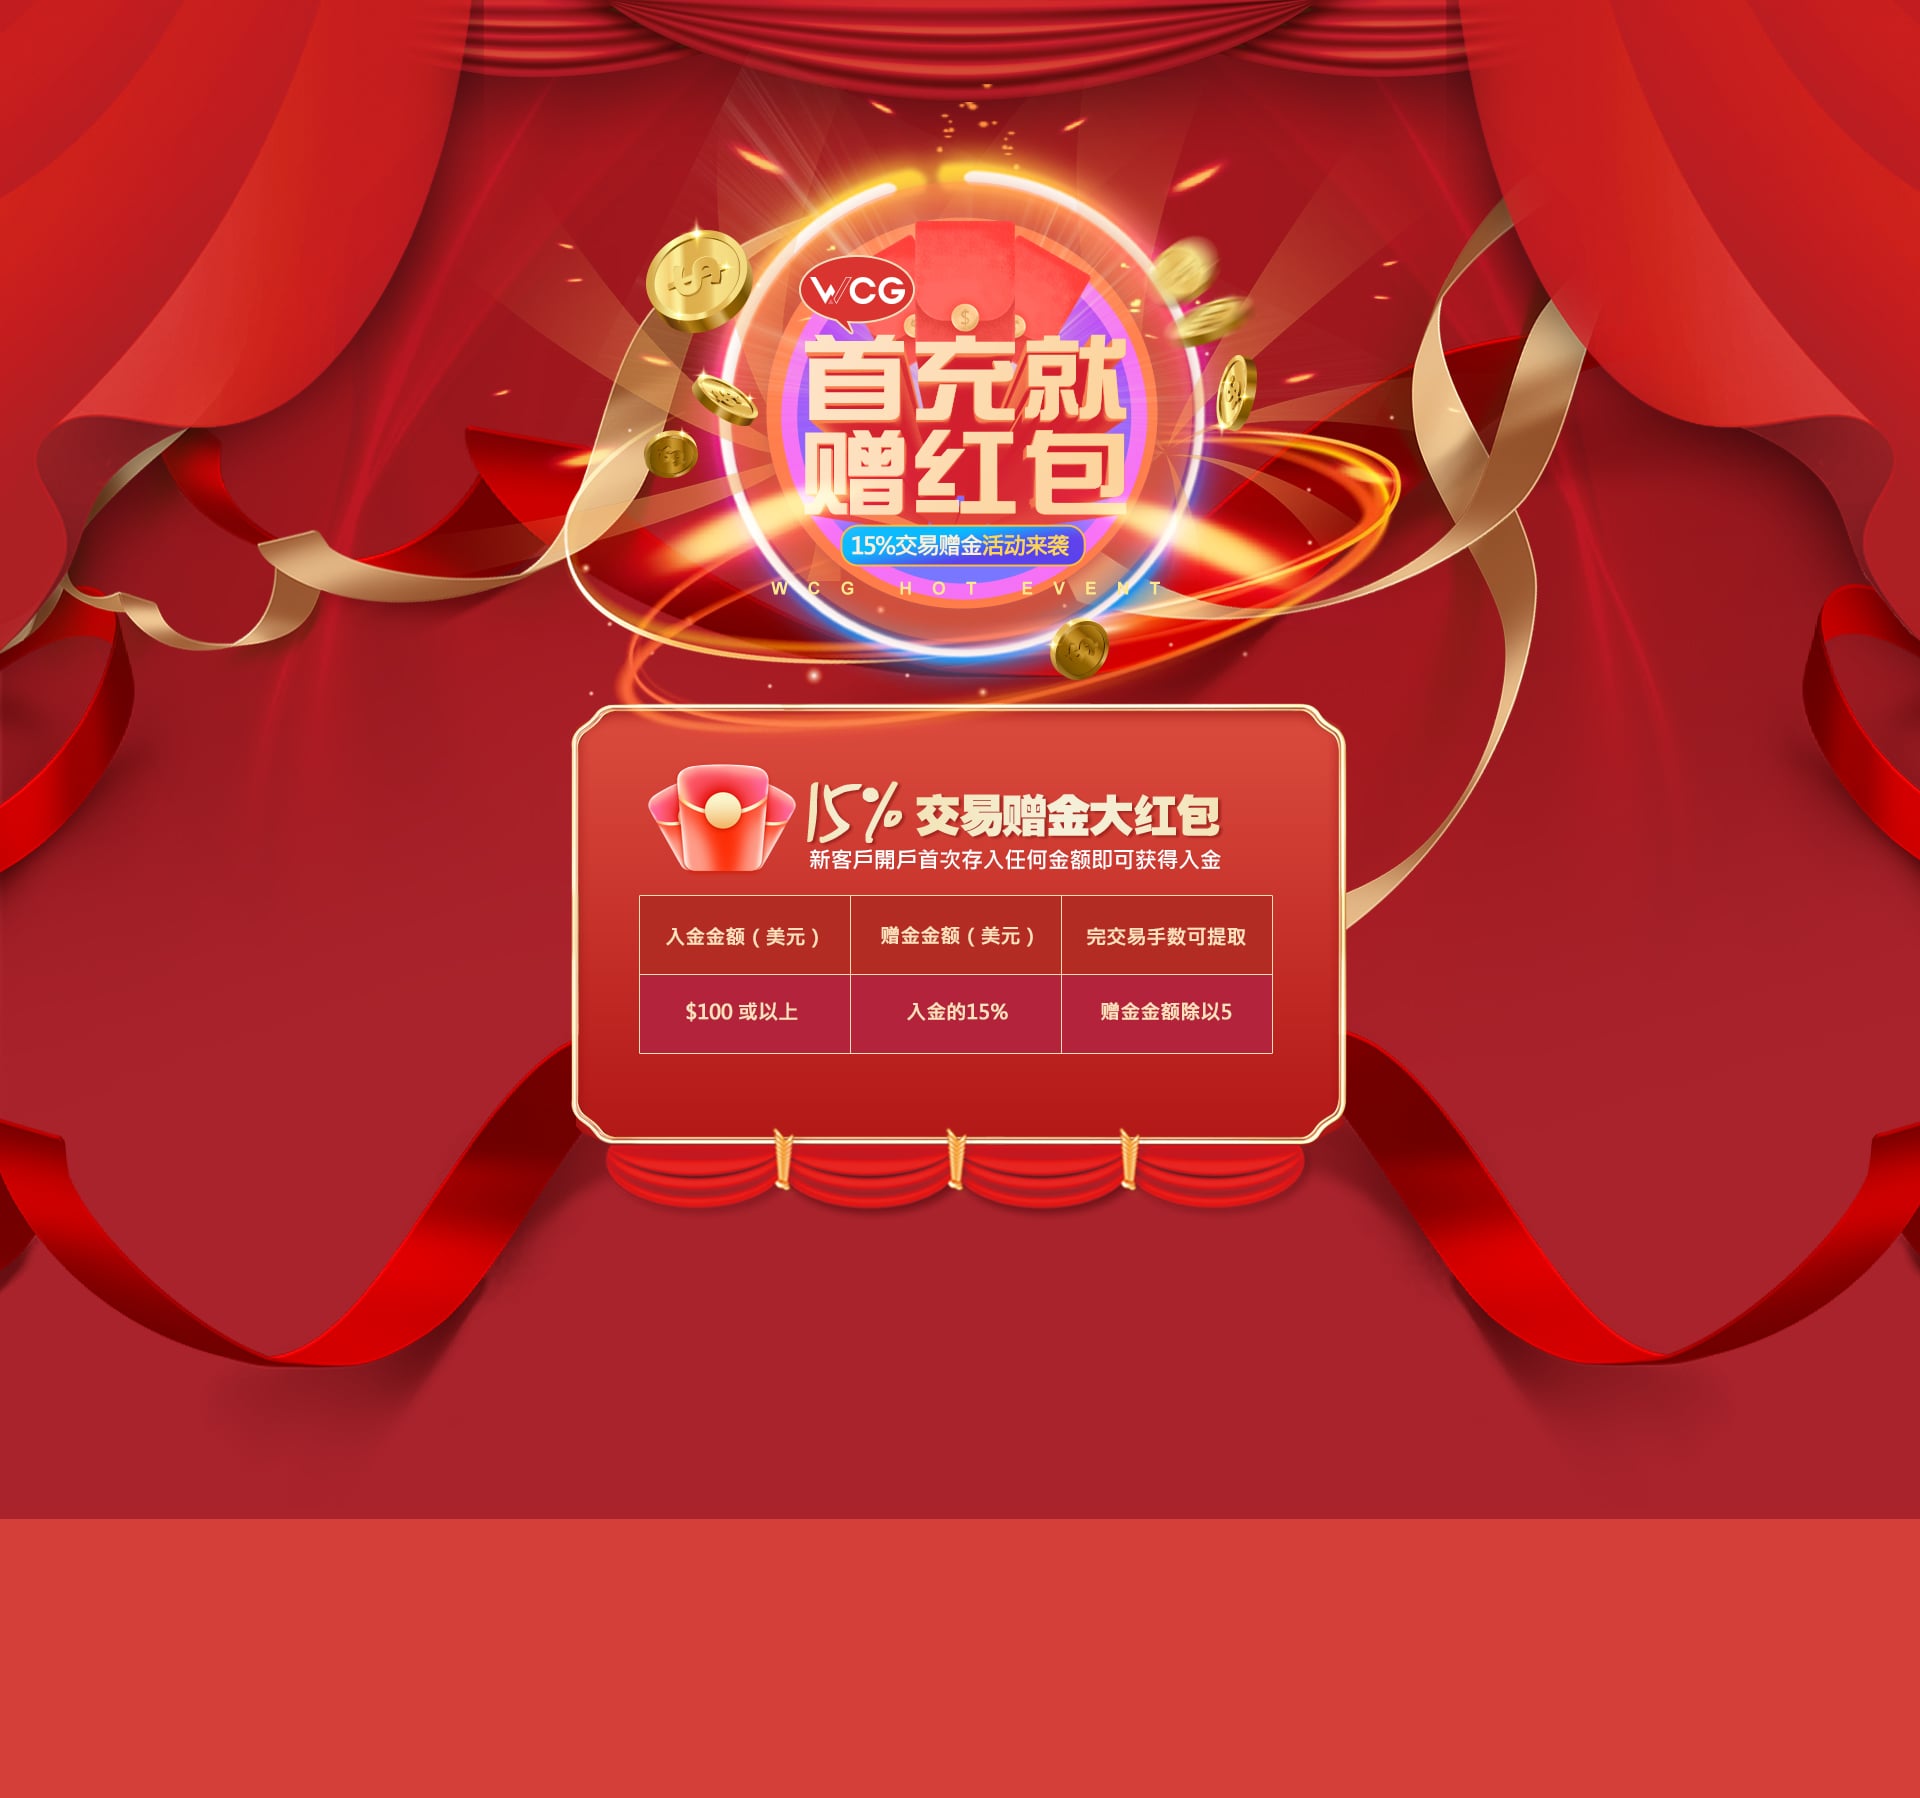 WCG
首充就
赠红包
15%交易赠金活动来袭
WCG HOT EVENT
15% 交易赠金大红包
新客戶開戶首次存入任何金额即可获得入金
入金金额（美元） 赠金金额（美元） 完交易手数可提取
$100 或以上 入金的15% 赠金金额除以5